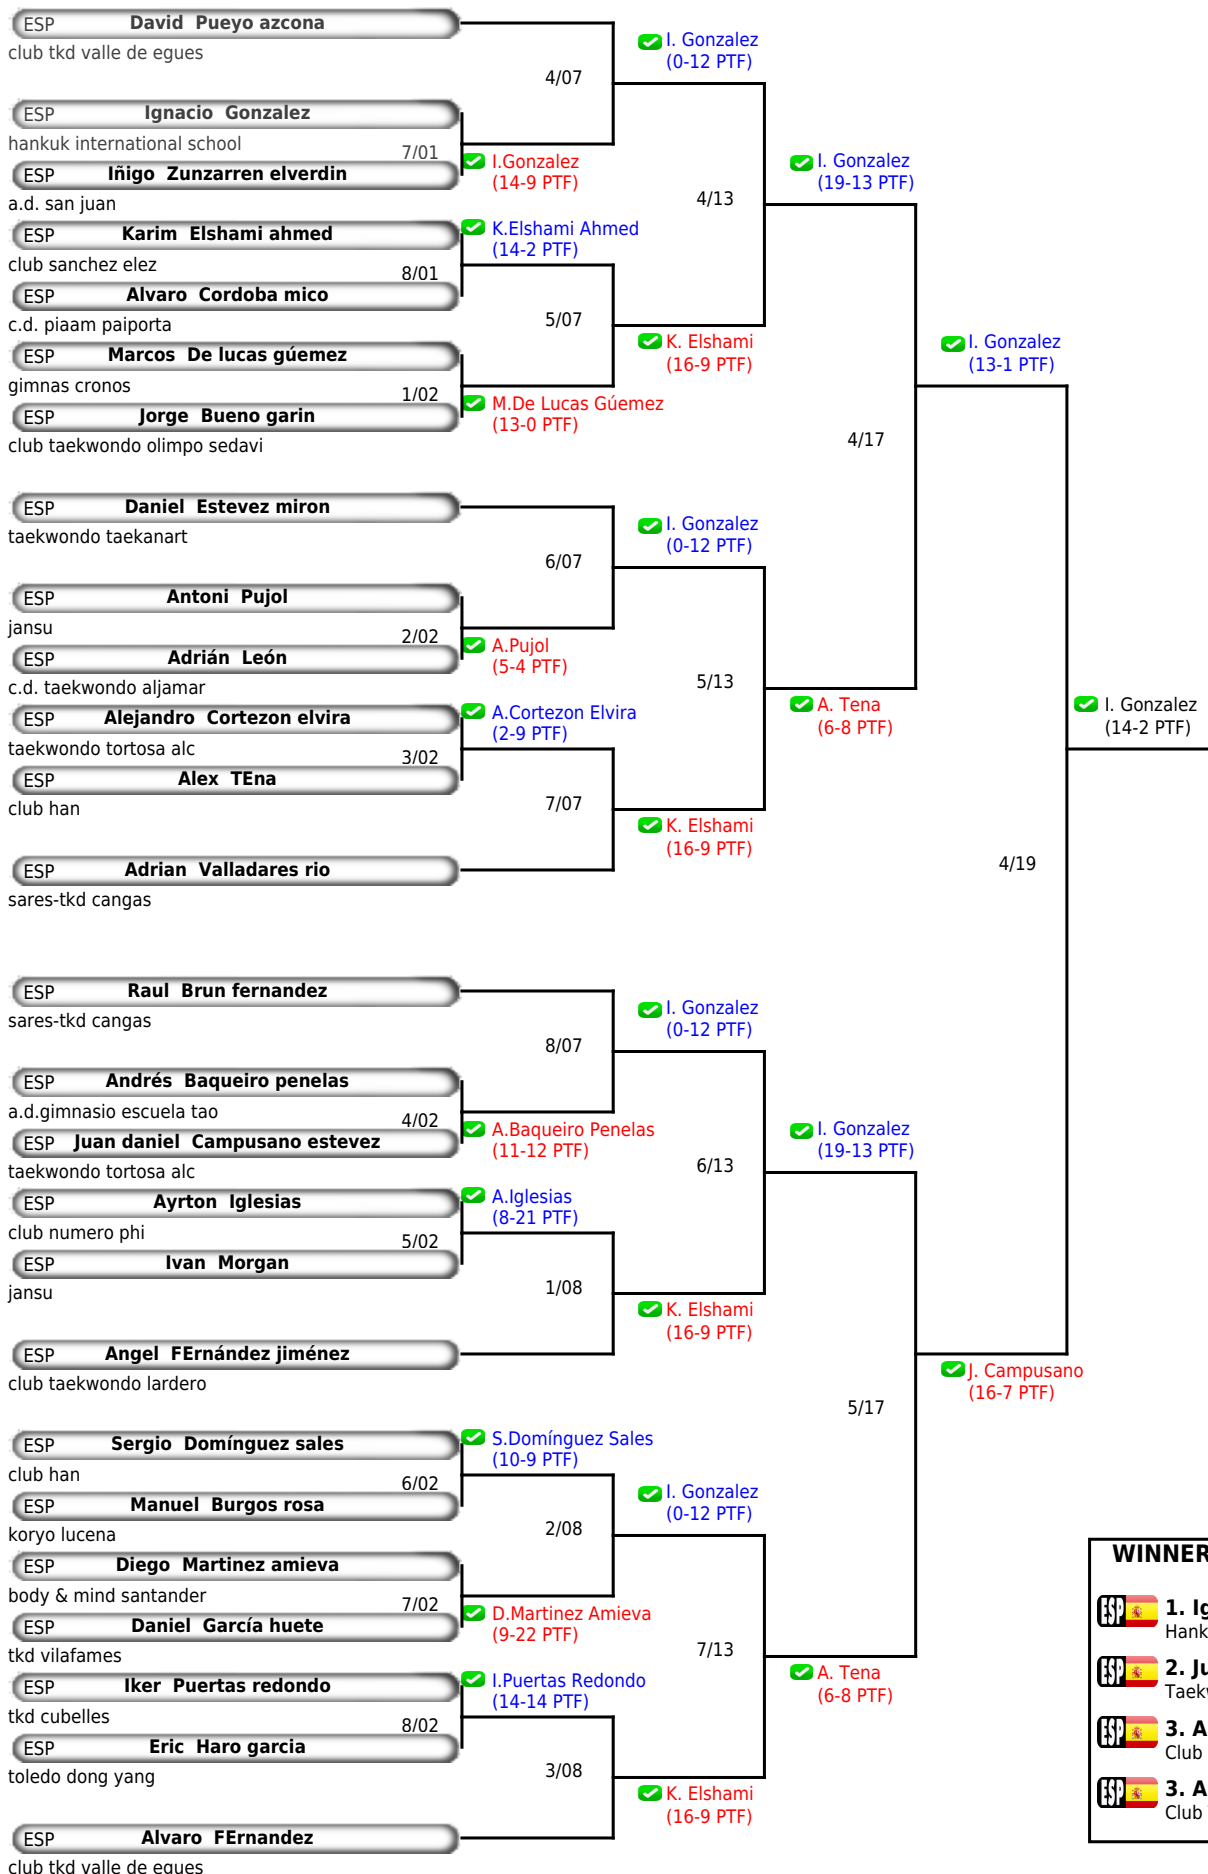 ESP David Pueyo azcona
club tkd valle de egues
I. Gonzalez
(0-12 PTF)
4/07
ESP Ignacio Gonzalez
hankuk international school
7/01
I.Gonzalez
(14-9 PTF)
I. Gonzalez
(19-13 PTF)
ESP Iñigo Zunzarren elverdin
a.d. san juan
4/13
ESP Karim Elshami ahmed
club sanchez elez
K.Elshami Ahmed
(14-2 PTF)
8/01
ESP Alvaro Cordoba mico
c.d. piaam paiporta
5/07
K. Elshami
(16-9 PTF)
I. Gonzalez
(13-1 PTF)
ESP Marcos De lucas gúemez
gimnas cronos
1/02
M.De Lucas Gúemez
(13-0 PTF)
ESP Jorge Bueno garin
club taekwondo olimpo sedavi
4/17
ESP Daniel Estevez miron
taekwondo taekanart
I. Gonzalez
(0-12 PTF)
6/07
ESP Antoni Pujol
jansu
2/02
A.Pujol
(5-4 PTF)
ESP Adrián León
c.d. taekwondo aljamar
5/13
ESP Alejandro Cortezon elvira
taekwondo tortosa alc
A.Cortezon Elvira
(2-9 PTF)
A. Tena
(6-8 PTF)
I. Gonzalez
(14-2 PTF)
3/02
ESP Alex TEna
club han
7/07
K. Elshami
(16-9 PTF)
ESP Adrian Valladares rio
sares-tkd cangas
4/19
ESP Raul Brun fernandez
sares-tkd cangas
I. Gonzalez
(0-12 PTF)
8/07
ESP Andrés Baqueiro penelas
a.d.gimnasio escuela tao
4/02
A.Baqueiro Penelas
(11-12 PTF)
I. Gonzalez
(19-13 PTF)
ESP Juan daniel Campusano estevez
taekwondo tortosa alc
6/13
ESP Ayrton Iglesias
club numero phi
A.Iglesias
(8-21 PTF)
5/02
ESP Ivan Morgan
jansu
1/08
K. Elshami
(16-9 PTF)
ESP Angel FErnández jiménez
club taekwondo lardero
J. Campusano
(16-7 PTF)
5/17
ESP Sergio Domínguez sales
club han
S.Domínguez Sales
(10-9 PTF)
6/02
I. Gonzalez
(0-12 PTF)
ESP Manuel Burgos rosa
koryo lucena
2/08
ESP Diego Martinez amieva
body & mind santander
7/02
D.Martinez Amieva
(9-22 PTF)
ESP Daniel García huete
tkd vilafames
7/13
ESP Iker Puertas redondo
tkd cubelles
I.Puertas Redondo
(14-14 PTF)
A. Tena
(6-8 PTF)
8/02
ESP Eric Haro garcia
toledo dong yang
3/08
K. Elshami
(16-9 PTF)
ESP Alvaro FErnandez
club tkd valle de egues
WINNER
ESP 1. Ig
Hank
ESP 2. Ju
Taekw
ESP 3. A
Club
ESP 3. A
Club